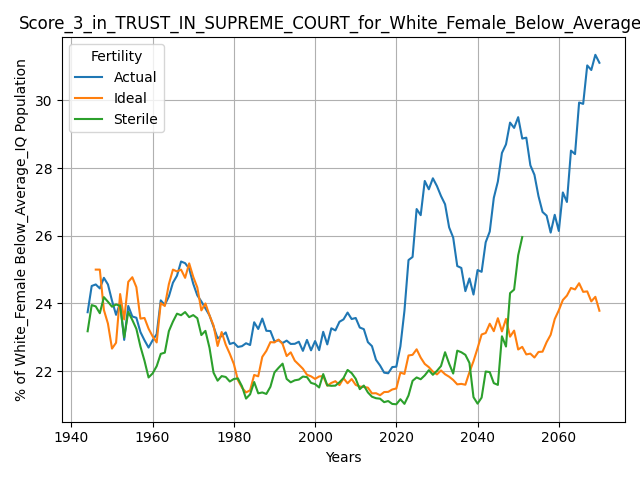 Score_3_in_TRUST_IN_SUPREME_COURT_for_White_Female_Below_Average
Fertility
Actual
Ideal
Sterile
% of White_Female Below_Average_IQ Population
30
28
26
24
22
1940 1960 1980 2000 2020 2040 2060
Years